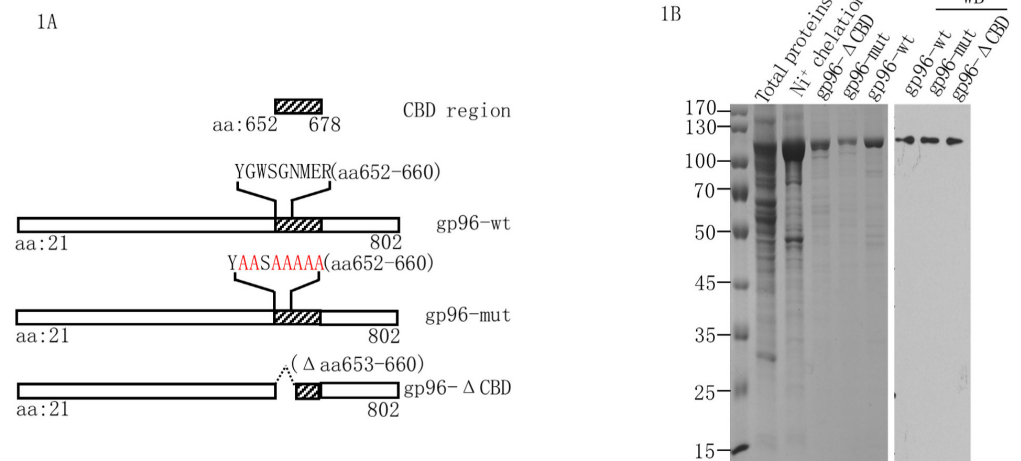 1A
CBD region
aa:652 678
YGWSGNMER(aa652-660)
gp96-wt
aa:21 802
YAASAAAAA(aa652-660)
gp96-mut
aa:21 802
(Δaa653-660)
gp96-ΔCBD
aa:21 802
1B
WB
Total proteins
Ni⁺ chelation
gp96-ΔCBD
gp96-mut
gp96-wt
gp96-wt
gp96-mut
gp96-ΔCBD
170
130
100
70
50
45
35
25
15